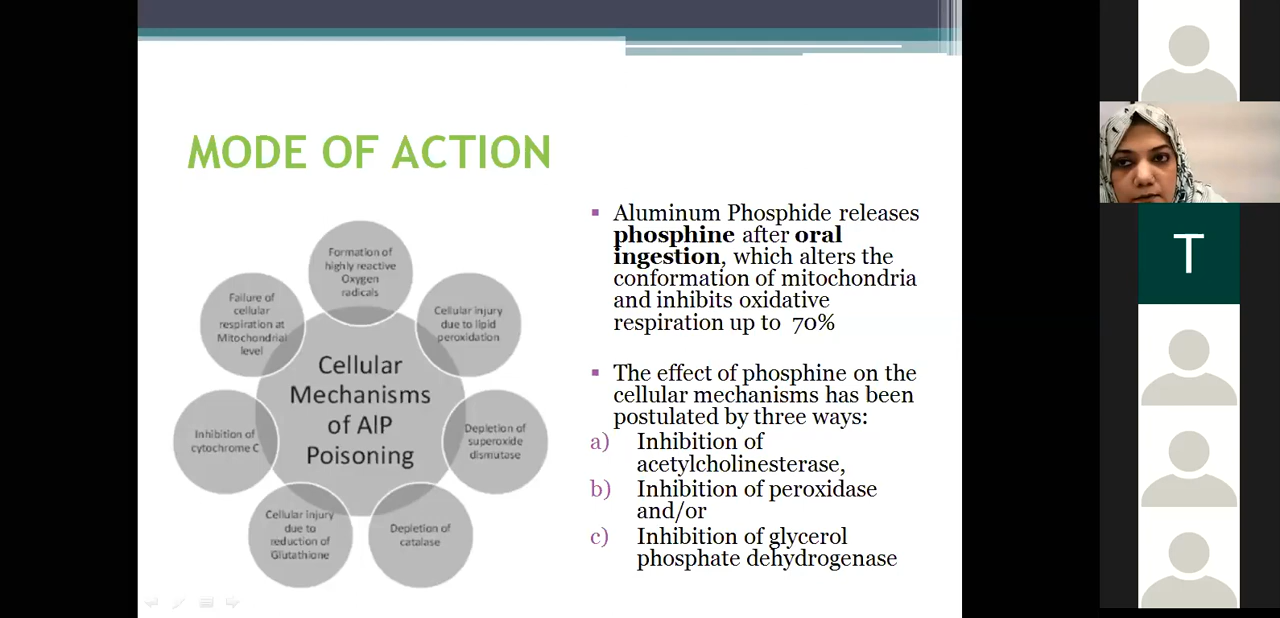 MODE OF ACTION
Formation of
highly reactive
Oxygen
radicals
Cellular injury
due to lipid
peroxidation
Depletion of
superoxide
dismutase
Depletion of
catalase
Cellular injury
due to
reduction of
Glutathione
Inhibition of
cytochrome C
Failure of
cellular
respiration at
Mitochondrial
level
Cellular
Mechanisms
of AlP
Poisoning
▪ Aluminum Phosphide releases
phosphine after oral
ingestion, which alters the
conformation of mitochondria
and inhibits oxidative
respiration up to 70%
▪ The effect of phosphine on the
cellular mechanisms has been
postulated by three ways:
a) Inhibition of
acetylcholinesterase,
b) Inhibition of peroxidase
and/or
c) Inhibition of glycerol
phosphate dehydrogenase
T